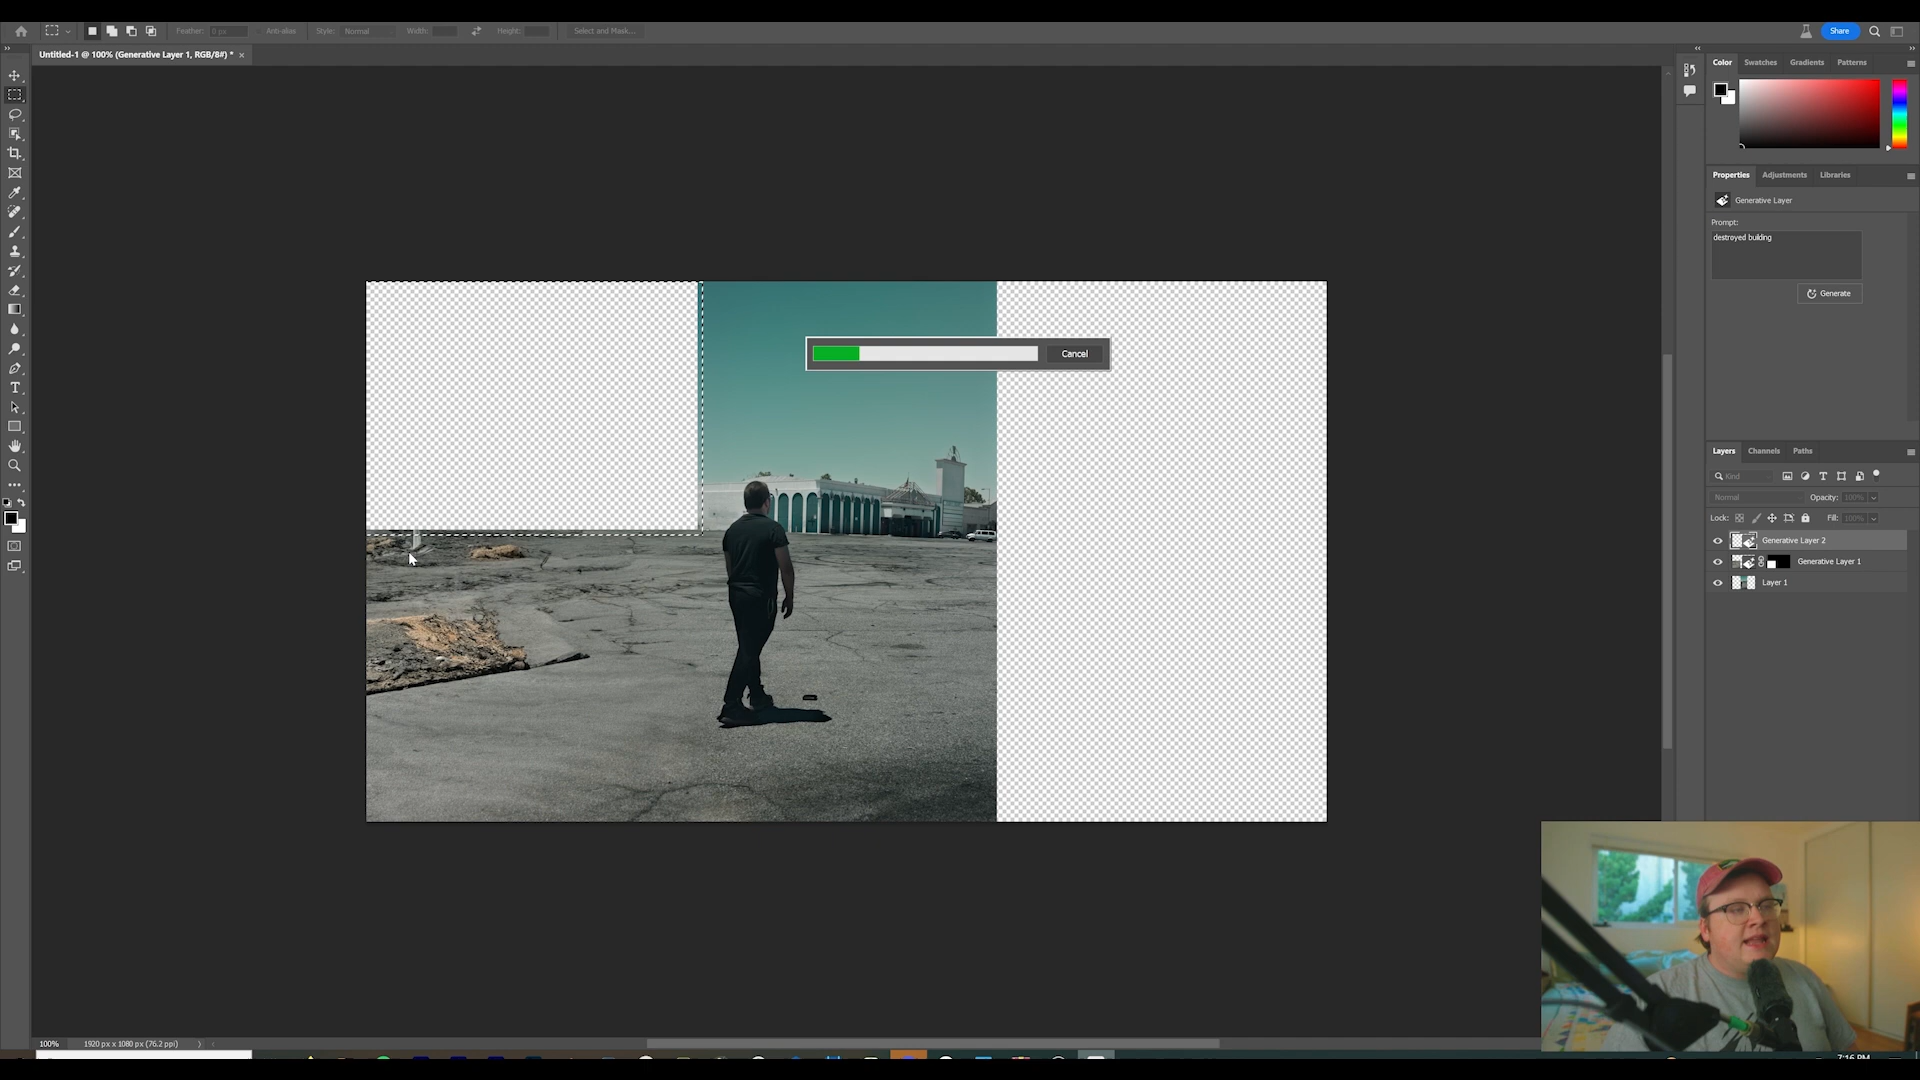 Feather: 0 px Anti-alias Style: Normal Width: Height: Select and Mask... Share
Untitled-1 @ 100% (Generative Layer 1, RGB/8#) * ×
Color Swatches Gradients Patterns
Properties Adjustments Libraries
Generative Layer
Prompt:
destroyed building
Generate
Cancel
Layers Channels Paths
Kind
Normal Opacity: 100%
Lock: Fill: 100%
Generative Layer 2
Generative Layer 1
Layer 1
100% 1920 px x 1080 px (76.2 ppi)
7:16 PM